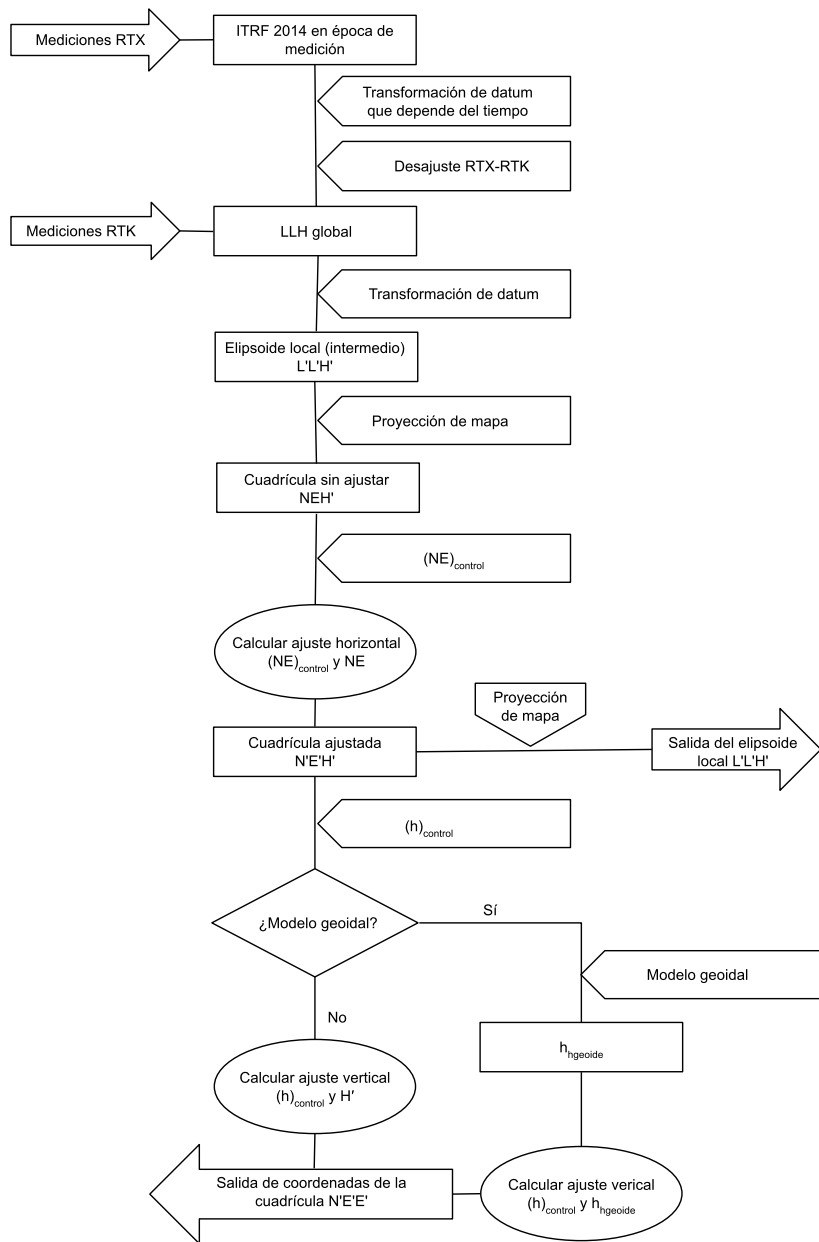 Mediciones RTX
ITRF 2014 en época de
medición
Transformación de datum
que depende del tiempo
Desajuste RTX-RTK
Mediciones RTK
LLH global
Transformación de datum
Elipsoide local (intermedio)
L'L'H'
Proyección de mapa
Cuadrícula sin ajustar
NEH'
(NE)control
Calcular ajuste horizontal
(NE)control y NE
Proyección
de mapa
Cuadrícula ajustada
N'E'H'
Salida del elipsoide
local L'L'H'
(h)control
¿Modelo geoidal?
Sí
Modelo geoidal
No
hhgeoide
Calcular ajuste vertical
(h)control y H'
Salida de coordenadas de la
cuadrícula N'E'E'
Calcular ajuste verical
(h)control y hhgeoide